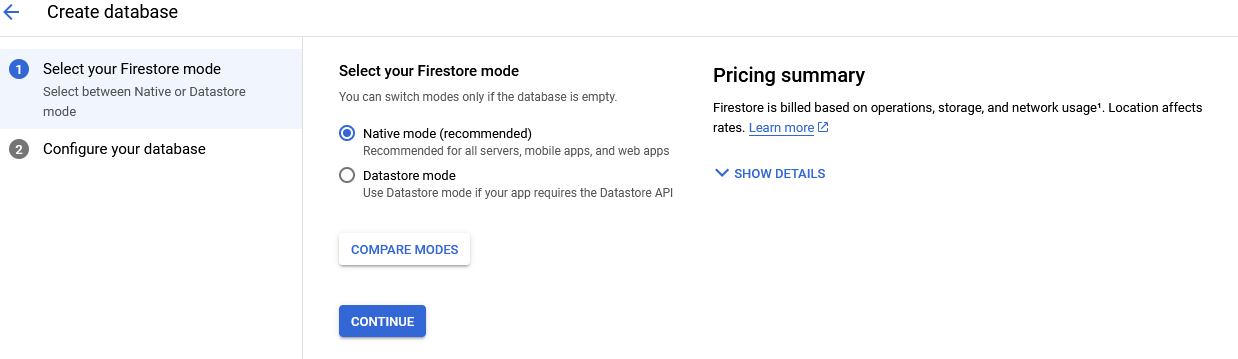 Create database
1
Select your Firestore mode
Select between Native or Datastore
mode
2
Configure your database
Select your Firestore mode
You can switch modes only if the database is empty.
Native mode (recommended)
Recommended for all servers, mobile apps, and web apps
Datastore mode
Use Datastore mode if your app requires the Datastore API
COMPARE MODES
CONTINUE
Pricing summary
Firestore is billed based on operations, storage, and network usage¹. Location affects
rates. Learn more
SHOW DETAILS